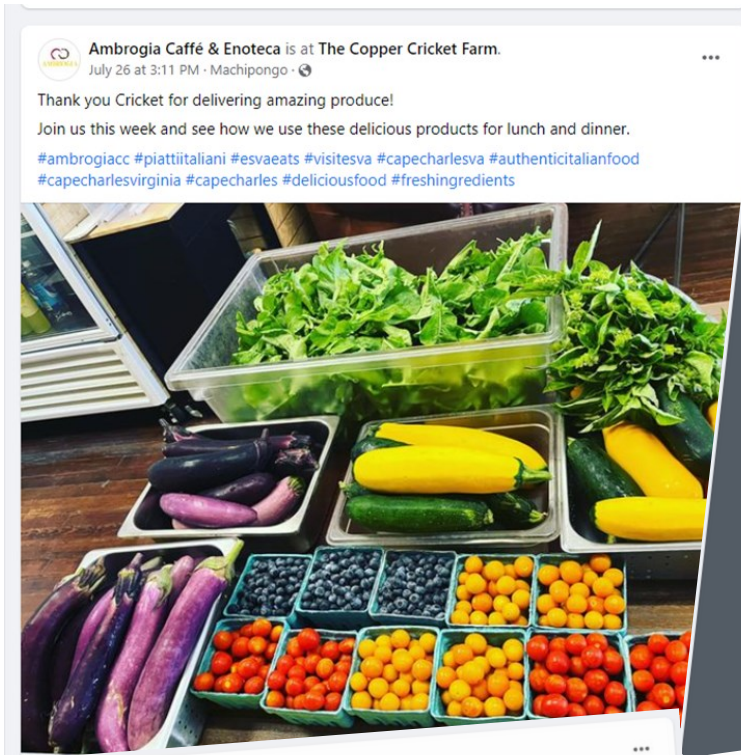 Ambrogia Caffé & Enoteca is at The Copper Cricket Farm.
July 26 at 3:11 PM · Machipongo ·
Thank you Cricket for delivering amazing produce!
Join us this week and see how we use these delicious products for lunch and dinner.
#ambrogiacc #piattiitaliani #esvaeats #visitesva #capecharlesva #authenticitalianfood
#capecharlesvirginia #capecharles #deliciousfood #freshingredients